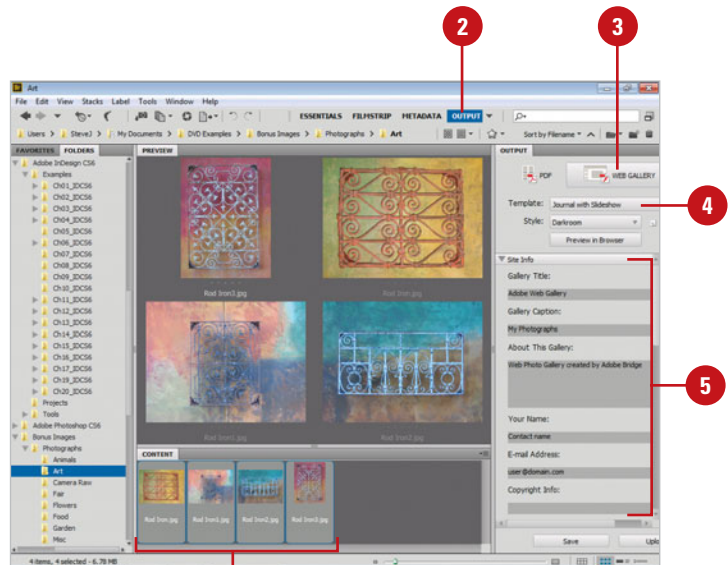 2
3
Art
File Edit View Stacks Label Tools Window Help
ESSENTIALS FILMSTRIP METADATA OUTPUT
Users > SteveJ > My Documents > DVD Examples > Bonus Images > Photographs > Art
Sort by Filename
FAVORITES FOLDERS
Adobe InDesign CS6
Examples
Ch01_IDCS6
Ch02_IDCS6
Ch03_IDCS6
Ch04_IDCS6
Ch05_IDCS6
Ch06_IDCS6
Ch07_IDCS6
Ch08_IDCS6
Ch09_IDCS6
Ch10_IDCS6
Ch11_IDCS6
Ch12_IDCS6
Ch13_IDCS6
Ch14_IDCS6
Ch15_IDCS6
Ch16_IDCS6
Ch17_IDCS6
Ch19_IDCS6
Ch20_IDCS6
Projects
Tools
Adobe Photoshop CS6
Bonus Images
Photographs
Animals
Art
Camera Raw
Fair
Flowers
Food
Garden
Misc
PREVIEW
Rod Iron3.jpg
Rod Iron.jpg
Rod Iron1.jpg
Rod Iron2.jpg
CONTENT
Rod Iron.jpg
Rod Iron1.jpg
Rod Iron2.jpg
Rod Iron3.jpg
OUTPUT
PDF
WEB GALLERY
Template: Journal with Slideshow
4
Style: Darkroom
Preview in Browser
Site Info
Gallery Title:
Adobe Web Gallery
Gallery Caption:
My Photographs
About This Gallery:
Web Photo Gallery created by Adobe Bridge
5
Your Name:
Contact name
E-mail Address:
user@domain.com
Copyright Info:
Save
Uplo
4 items, 4 selected - 6.78 MB